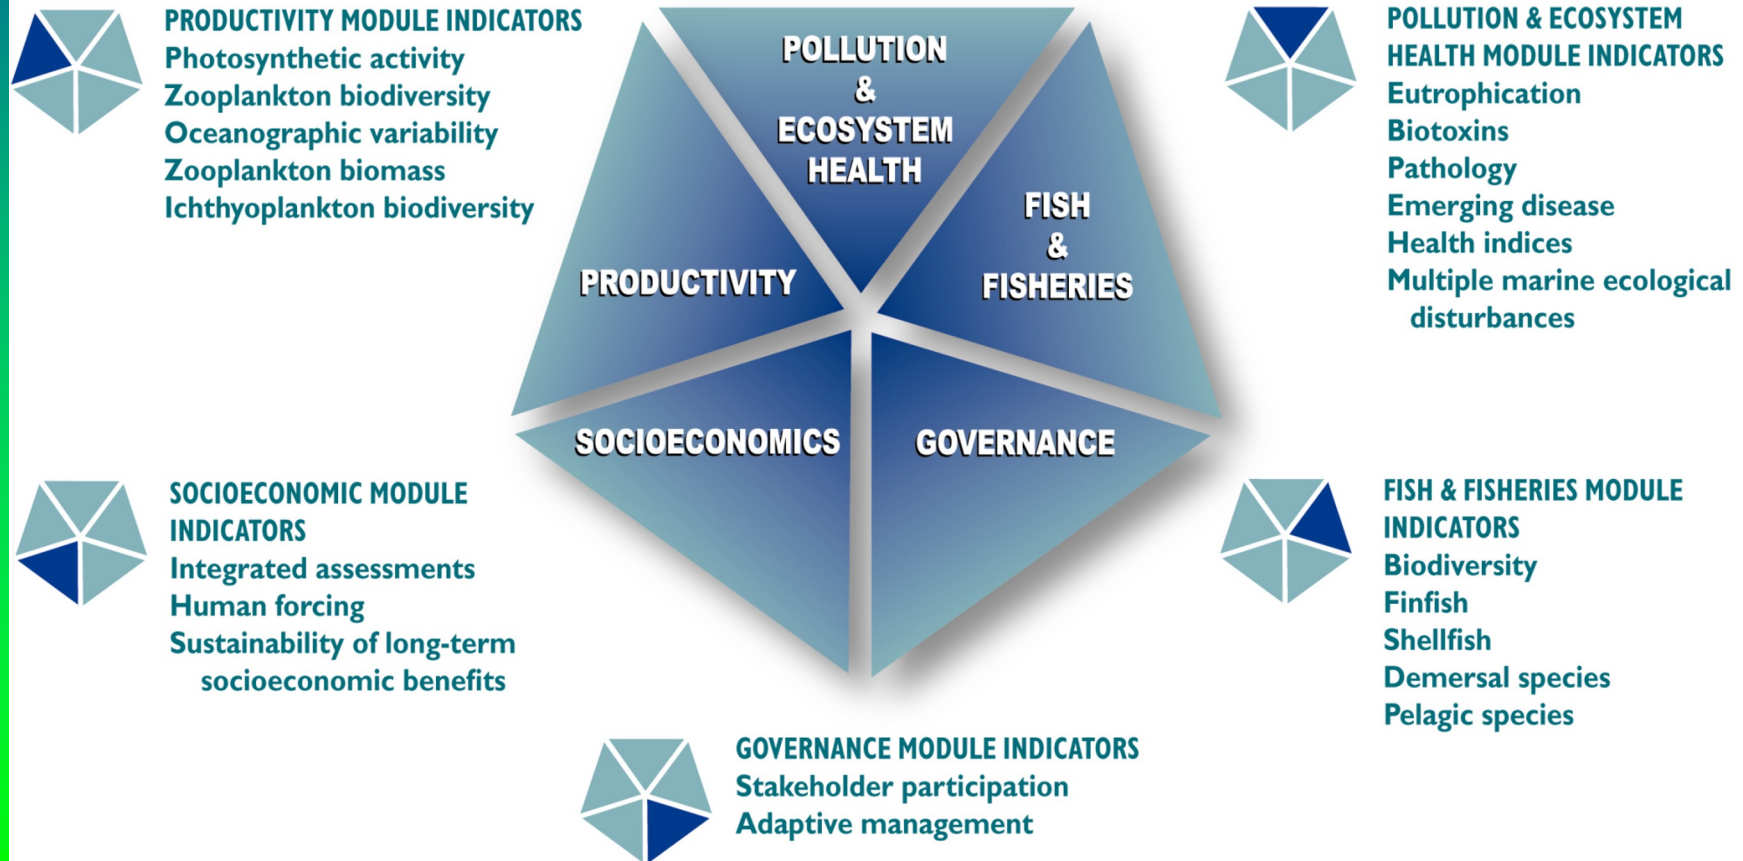 PRODUCTIVITY MODULE INDICATORS
Photosynthetic activity
Zooplankton biodiversity
Oceanographic variability
Zooplankton biomass
Ichthyoplankton biodiversity
POLLUTION
&
ECOSYSTEM
HEALTH
FISH
&
FISHERIES
PRODUCTIVITY
SOCIOECONOMICS
GOVERNANCE
POLLUTION & ECOSYSTEM
HEALTH MODULE INDICATORS
Eutrophication
Biotoxins
Pathology
Emerging disease
Health indices
Multiple marine ecological
disturbances
SOCIOECONOMIC MODULE
INDICATORS
Integrated assessments
Human forcing
Sustainability of long-term
socioeconomic benefits
FISH & FISHERIES MODULE
INDICATORS
Biodiversity
Finfish
Shellfish
Demersal species
Pelagic species
GOVERNANCE MODULE INDICATORS
Stakeholder participation
Adaptive management